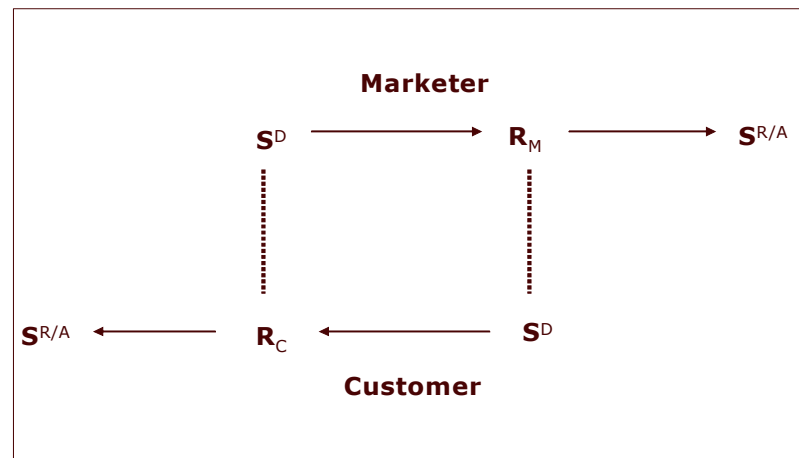 Marketer
S^D R_M S^R/A
S^R/A R_C S^D
Customer